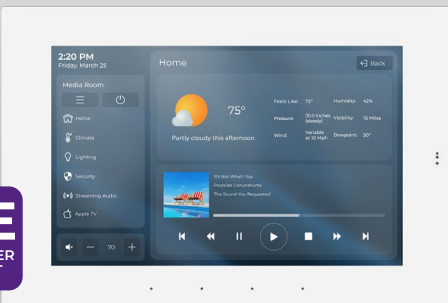 2:20 PM
Friday, March 25
Home
Back
Media Room
Home
Climate
Lighting
Security
Streaming Audio
Apple TV
70
75°
Partly cloudy this afternoon
Feels Like: 72° Humidity: 42%
Pressure: 30.0 Inches (steady) Visibility: 10 Miles
Wind: Variable at 10 Mph Dewpoint: 50°
It's Not What I Say
Pixelaste Conundrums
The Sound You Requested
E
ER
T